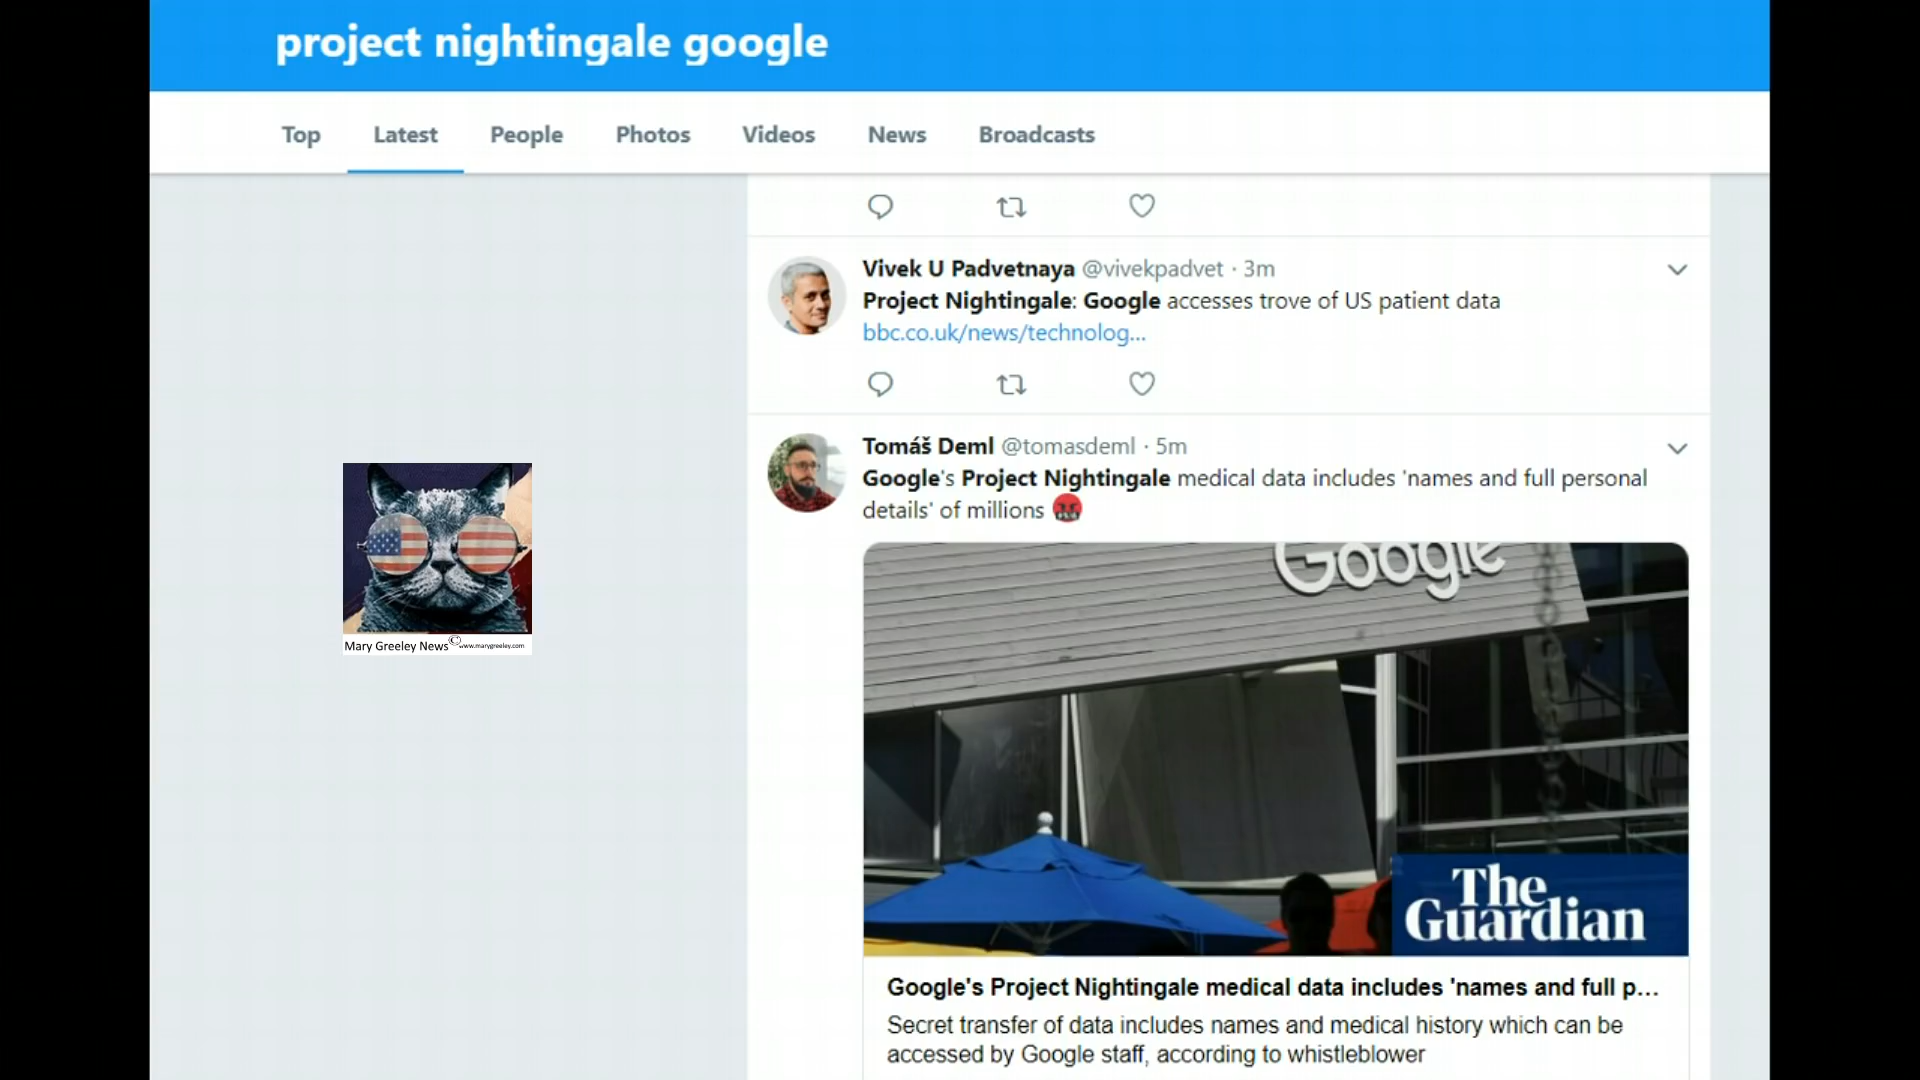 project nightingale google
Top Latest People Photos Videos News Broadcasts
Vivek U Padvetnaya @vivekpadvet · 3m
Project Nightingale: Google accesses trove of US patient data
bbc.co.uk/news/technolog...
Tomáš Deml @tomasdeml · 5m
Google's Project Nightingale medical data includes 'names and full personal
details' of millions
Google
The
Guardian
Mary Greeley News © www.marygreeley.com
Google's Project Nightingale medical data includes 'names and full p...
Secret transfer of data includes names and medical history which can be
accessed by Google staff, according to whistleblower